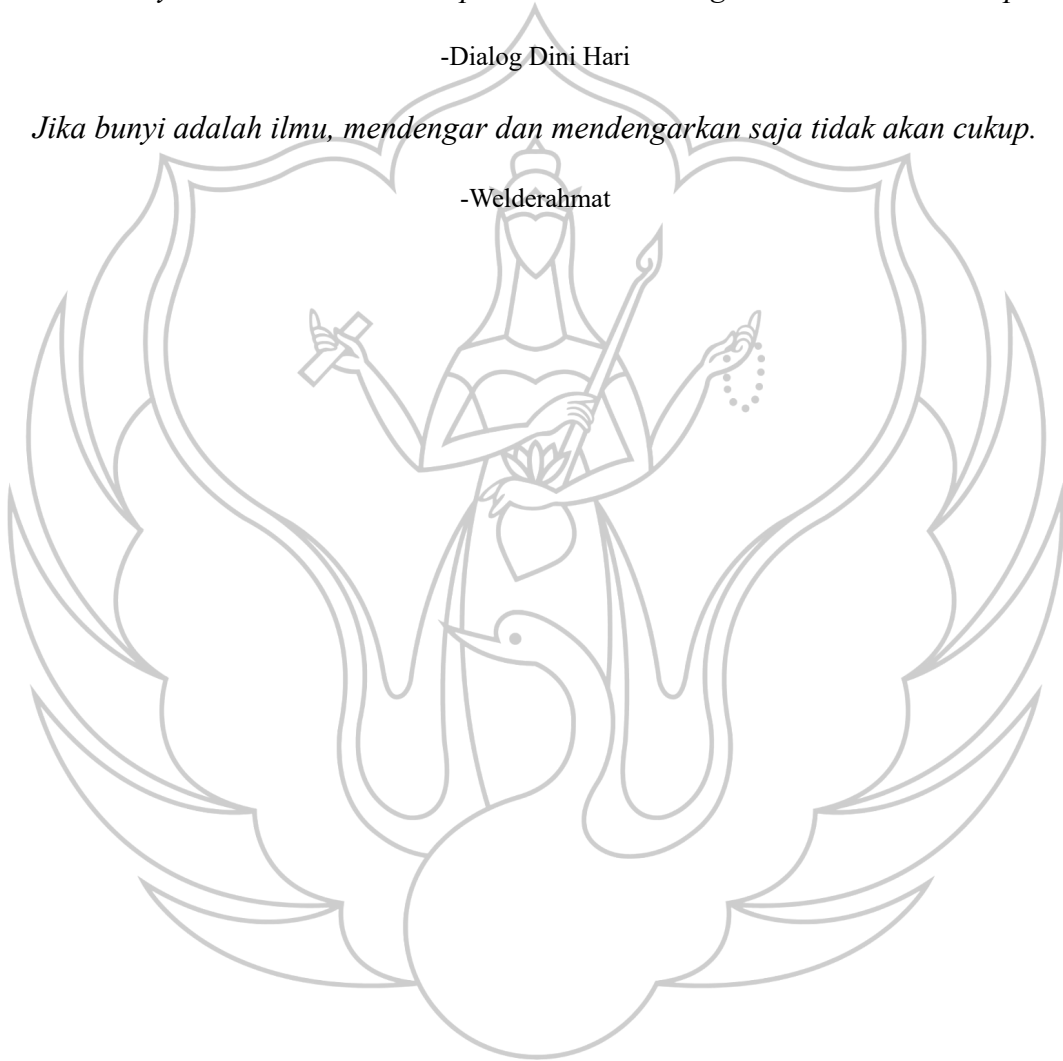 -Dialog Dini Hari
Jika bunyi adalah ilmu, mendengar dan mendengarkan saja tidak akan cukup.
-Welderahmat